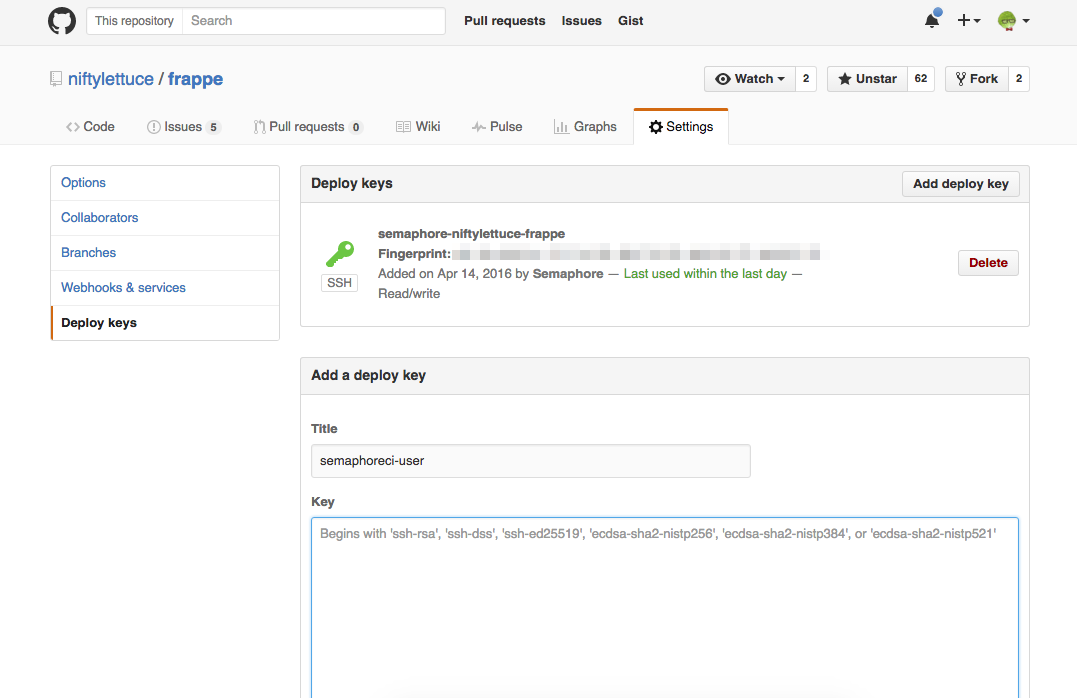 This repository Search Pull requests Issues Gist
niftylettuce / frappe Watch 2 Unstar 62 Fork 2
Code Issues 5 Pull requests 0 Wiki Pulse Graphs Settings
Options
Collaborators
Branches
Webhooks & services
Deploy keys
Deploy keys Add deploy key
semaphore-niftylettuce-frappe
Fingerprint:
Added on Apr 14, 2016 by Semaphore — Last used within the last day —
Read/write
SSH
Delete
Add a deploy key
Title
semaphoreci-user
Key
Begins with 'ssh-rsa', 'ssh-dss', 'ssh-ed25519', 'ecdsa-sha2-nistp256', 'ecdsa-sha2-nistp384', or 'ecdsa-sha2-nistp521'